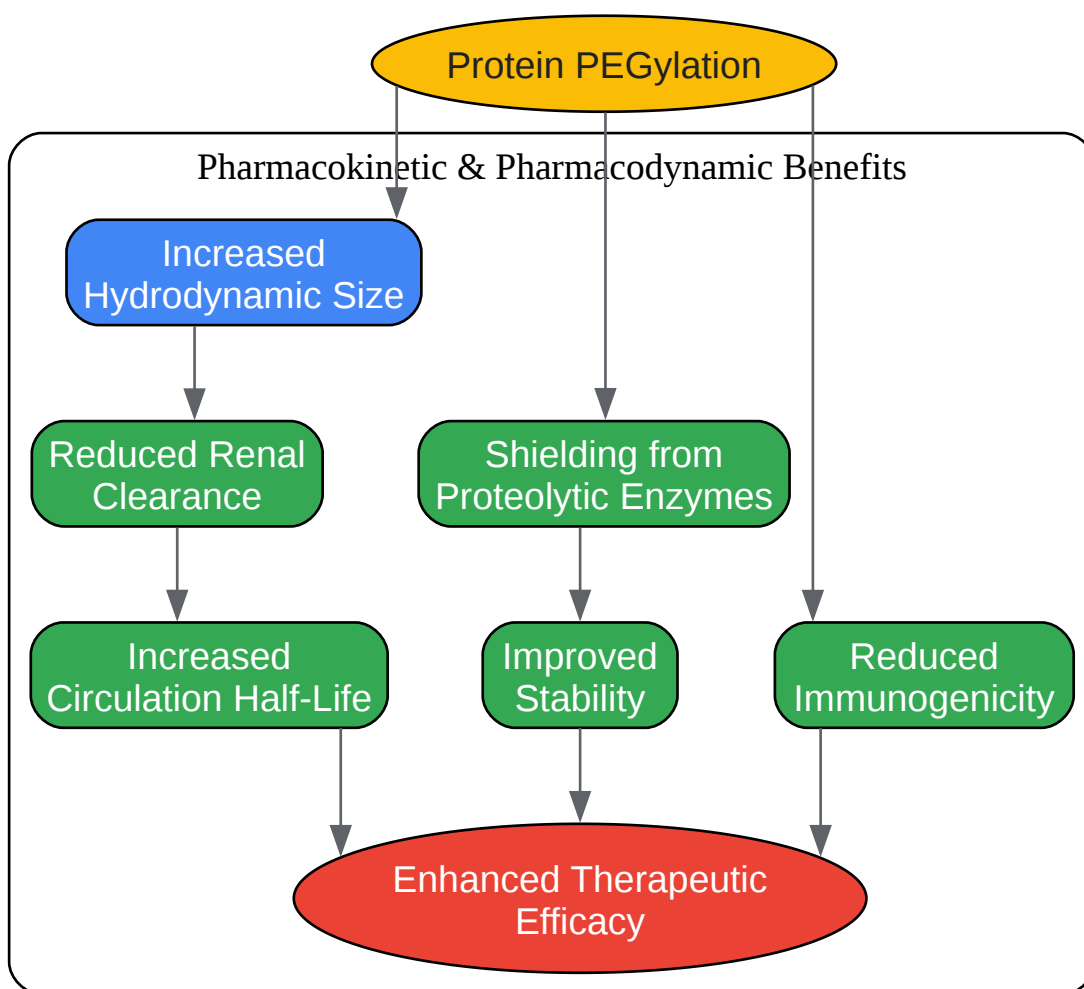 Protein PEGylation
Pharmacokinetic & Pharmacodynamic Benefits
Increased
Hydrodynamic Size
Reduced Renal
Clearance
Shielding from
Proteolytic Enzymes
Increased
Circulation Half-Life
Improved
Stability
Reduced
Immunogenicity
Enhanced Therapeutic
Efficacy